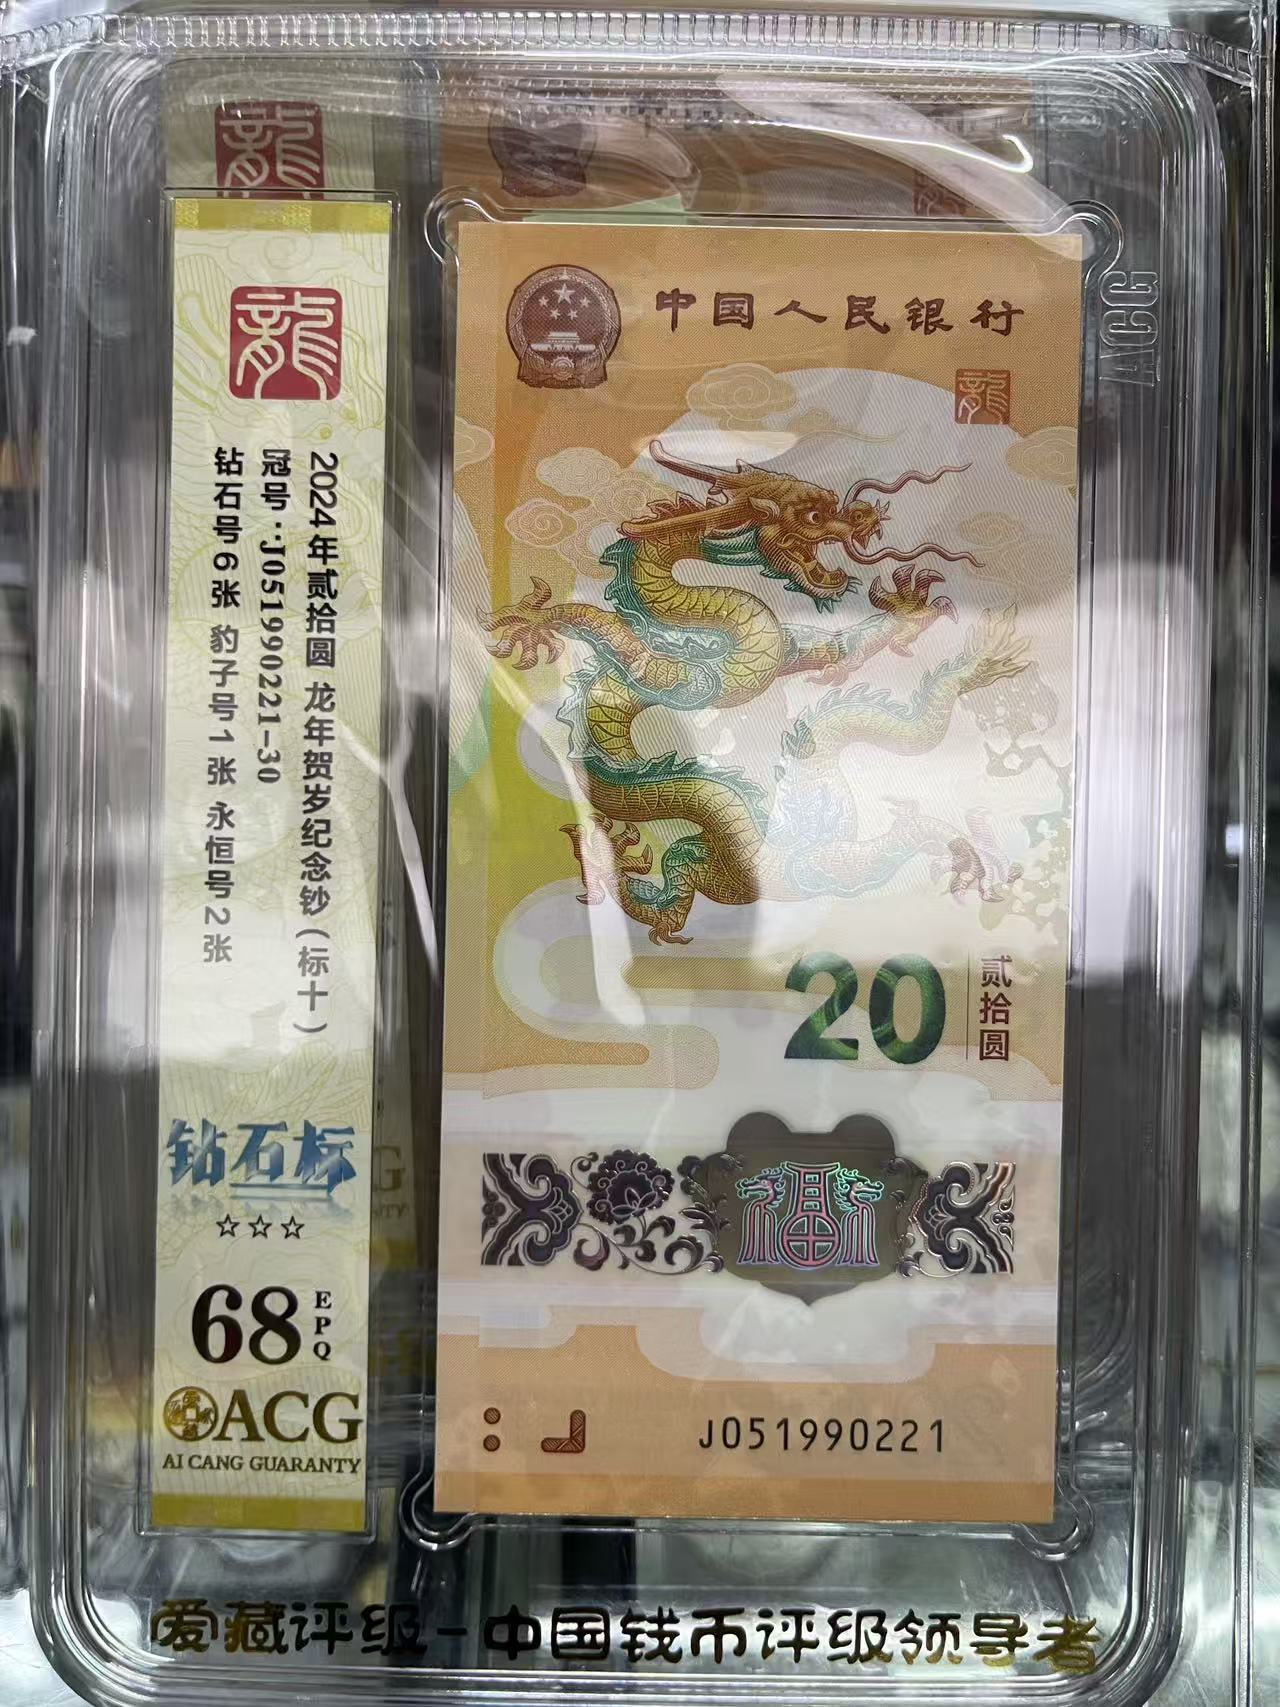 龍
2024年贰拾圆 龙年贺岁纪念钞(标十)
冠号:J051990221-30
钻石号6张 豹子号1张 永恒号2张
钻石标
☆☆☆
68
EPQ
ACG
AI CANG GUARANTY
中国人民银行
龍
20
贰拾圆
J051990221
ACG
爱藏评级-中国钱币评级领导者
龍